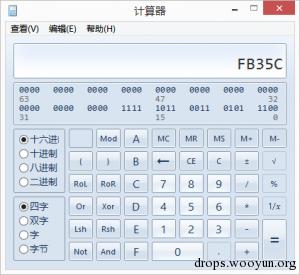 计算器
查看(V) 编辑(E) 帮助(H)
FB35C
0000 0000 0000 0000 0000 0000 0000 0000
63 47 32
0000 0000 0000 1111 1011 0011 0101 1100
31 15 0
十六进制 Mod A MC MR MS M+ M-
十进制 ( ) B ← CE C ± √
八进制 RoL RoR C 7 8 9 / %
二进制
四字 Or Xor D 4 5 6 * 1/x
双字
字 Lsh Rsh E 1 2 3 - =
字节 Not And F 0 . +
drops.wooyun.org